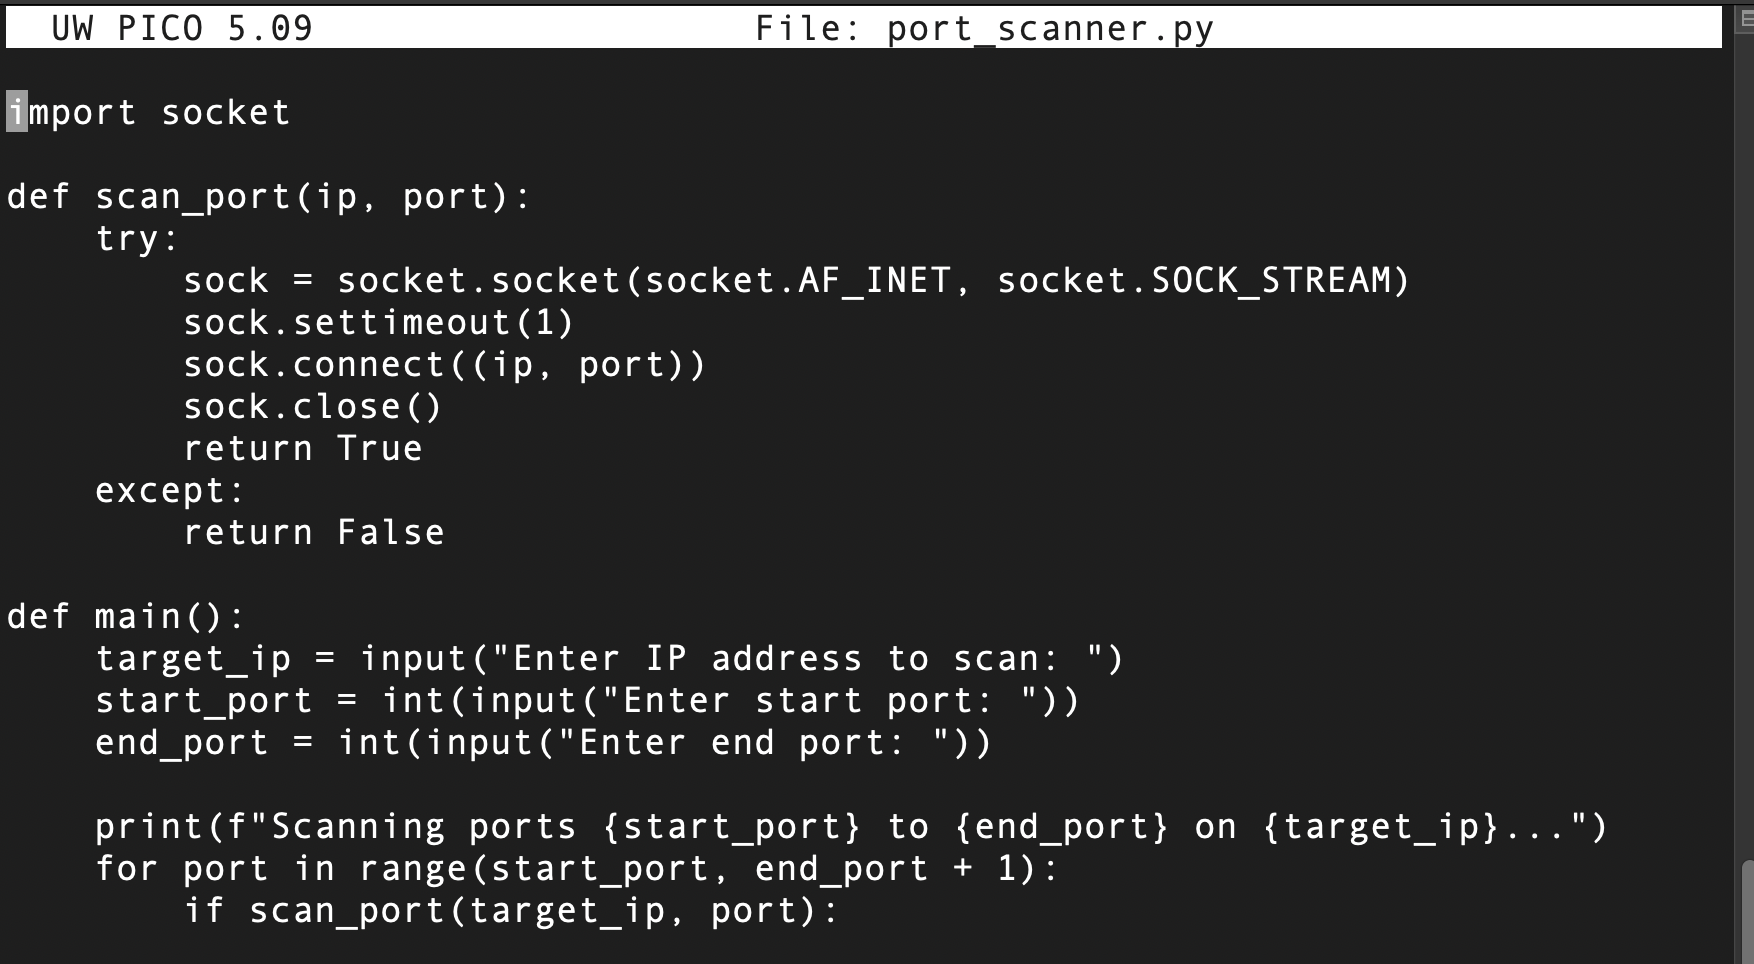 UW PICO 5.09 File: port_scanner.py
import socket
def scan_port(ip, port):
    try:
        sock = socket.socket(socket.AF_INET, socket.SOCK_STREAM)
        sock.settimeout(1)
        sock.connect((ip, port))
        sock.close()
        return True
    except:
        return False
def main():
    target_ip = input("Enter IP address to scan: ")
    start_port = int(input("Enter start port: "))
    end_port = int(input("Enter end port: "))
    print(f"Scanning ports {start_port} to {end_port} on {target_ip}...")
    for port in range(start_port, end_port + 1):
        if scan_port(target_ip, port):